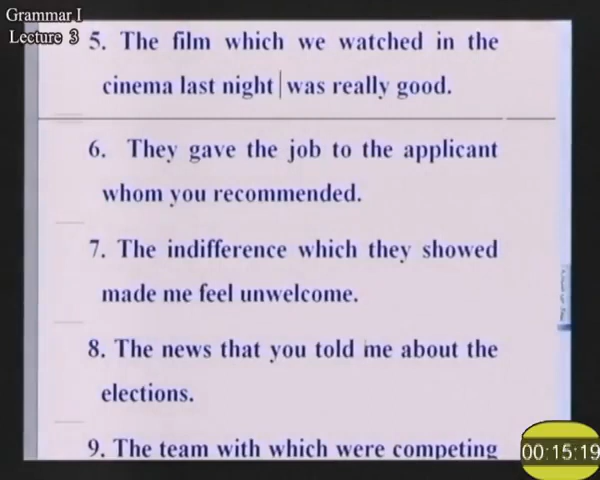 Grammar I
Lecture 3
5. The film which we watched in the
cinema last night was really good.
6. They gave the job to the applicant
whom you recommended.
7. The indifference which they showed
made me feel unwelcome.
8. The news that you told me about the
elections.
9. The team with which were competing
00:15:19